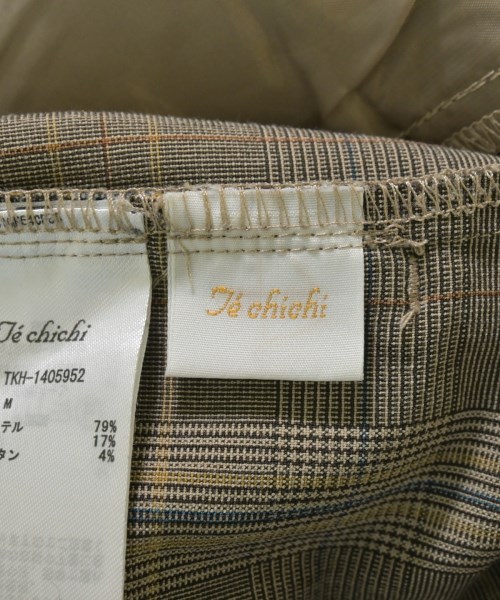 Té chichi
Té chichi
TKH-1405952
M
テル 79%
17%
タン 4%